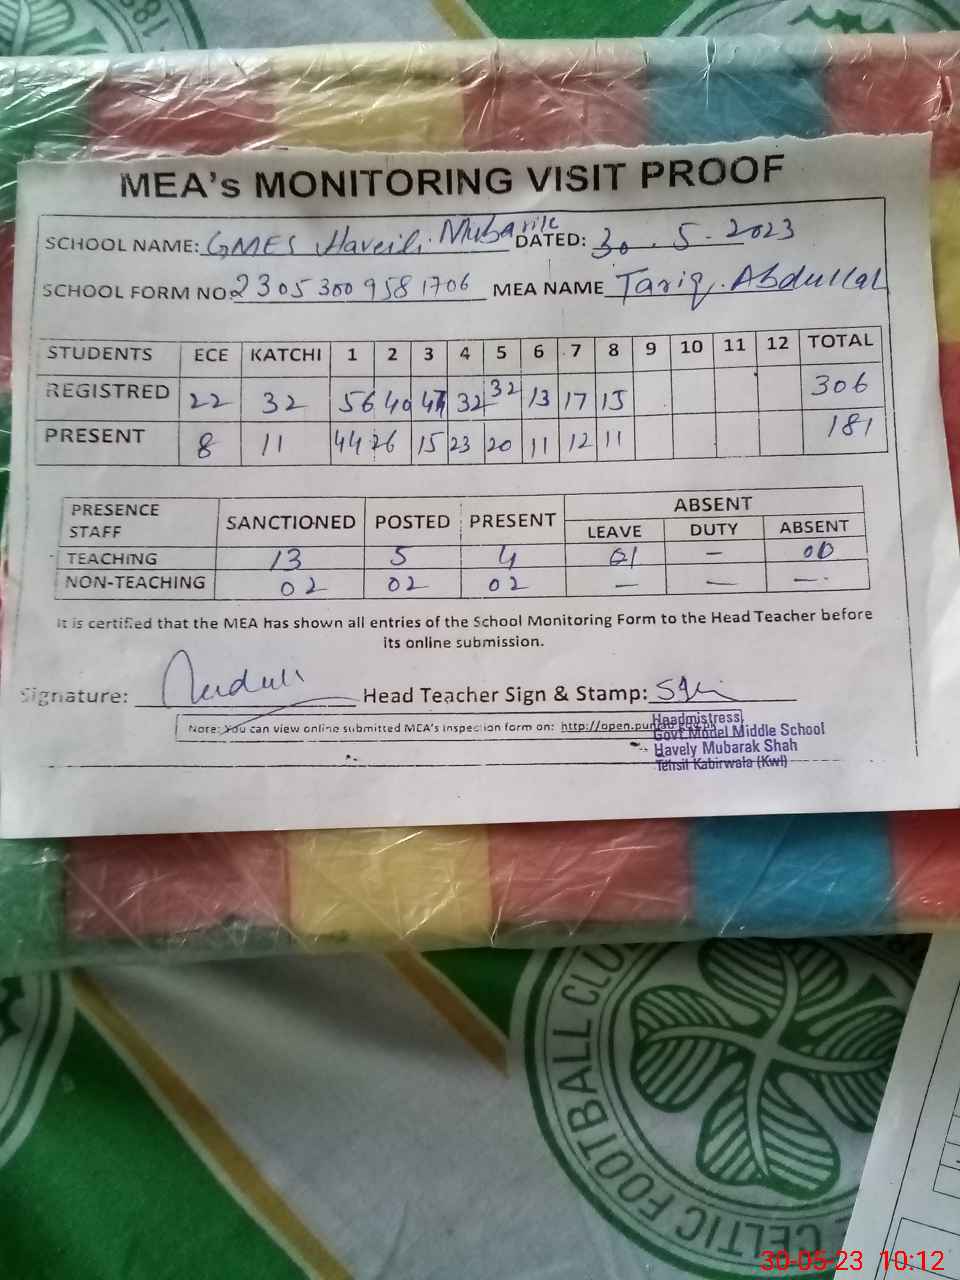 MEA's MONITORING VISIT PROOF
SCHOOL NAME: GMES Haveili Mubarik DATED: 30.5.2023
SCHOOL FORM NO 23053009581706 MEA NAME Tariq Abdullah
STUDENTS ECE KATCHI 1 2 3 4 5 6 7 8 9 10 11 12 TOTAL
REGISTRED 22 32 56 40 47 32 32 13 17 15 306
PRESENT 8 11 44 26 15 23 20 11 12 11 181
PRESENCE STAFF SANCTIONED POSTED PRESENT ABSENT
LEAVE DUTY ABSENT
TEACHING 13 5 4 01 – 00
NON-TEACHING 02 02 02 – – –
It is certified that the MEA has shown all entries of the School Monitoring Form to the Head Teacher before
its online submission.
Signature: Head Teacher Sign & Stamp:
Note: You can view online submitted MEA's inspection form on: http://open.punjab.gov.pk
Headmistress
Govt Model Middle School
Havely Mubarak Shah
Tehsil Kabirwala (Kwl)
FOOTBALL CLU
CELTIC
30-05-23 10:12